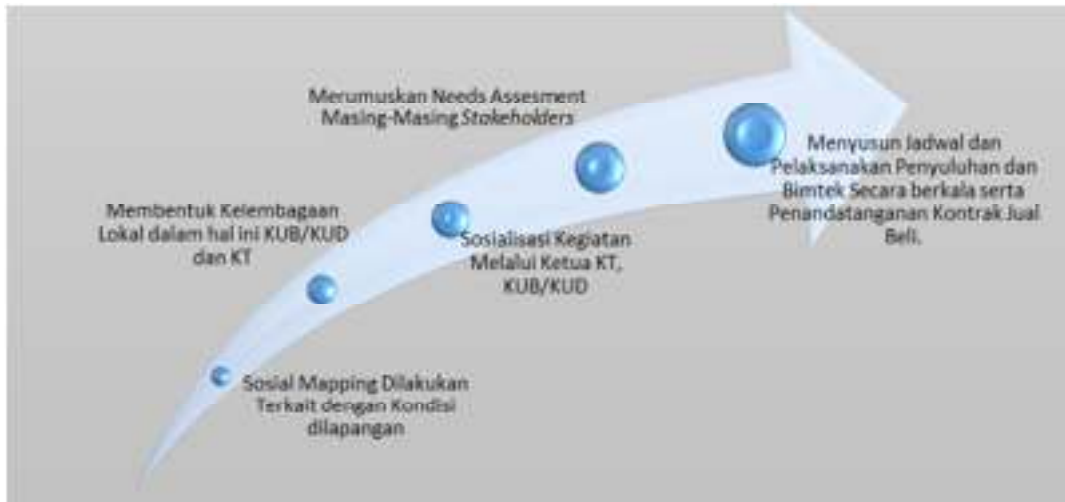 Merumuskan Needs Assesment
Masing-Masing Stakeholders
Menyusun Jadwal dan
Pelaksanakan Penyuluhan dan
Bimtek Secara berkala serta
Penandatanganan Kontrak Jual
Beli.
Membentuk Kelembagaan
Lokal dalam hal ini KUB/KUD
dan KT
Sosialisasi Kegiatan
Melalui Ketua KT,
KUB/KUD
Sosial Mapping Dilakukan
Terkait dengan Kondisi
dilapangan